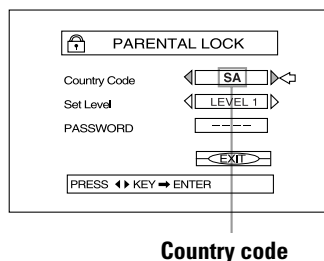 PARENTAL LOCK
Country Code SA
Set Level LEVEL 1
PASSWORD – – – –
EXIT
PRESS ◀ ▶ KEY ➡ ENTER
Country code